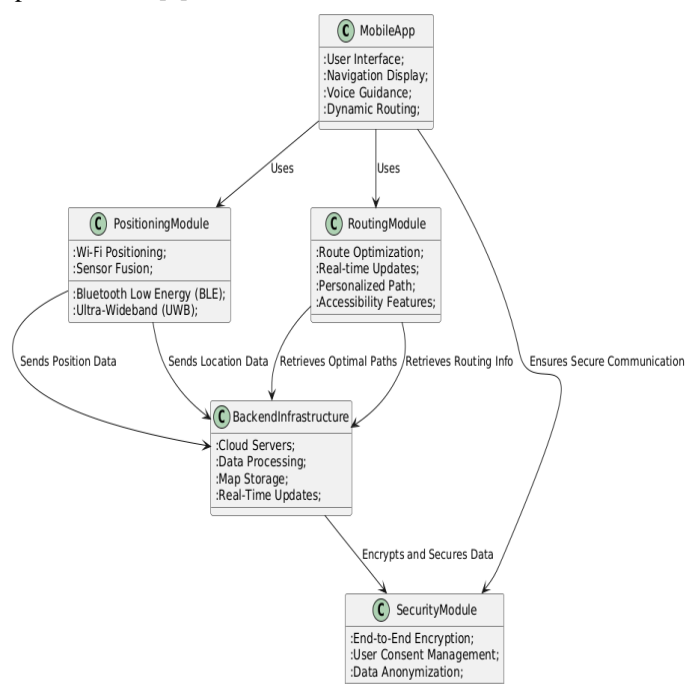 C MobileApp
:User Interface;
:Navigation Display;
:Voice Guidance;
:Dynamic Routing;
Uses
Uses
C PositioningModule
:Wi-Fi Positioning;
:Sensor Fusion;
:Bluetooth Low Energy (BLE);
:Ultra-Wideband (UWB);
C RoutingModule
:Route Optimization;
:Real-time Updates;
:Personalized Path;
:Accessibility Features;
Sends Position Data
Sends Location Data
Retrieves Optimal Paths
Retrieves Routing Info
Ensures Secure Communication
C BackendInfrastructure
:Cloud Servers;
:Data Processing;
:Map Storage;
:Real-Time Updates;
Encrypts and Secures Data
C SecurityModule
:End-to-End Encryption;
:User Consent Management;
:Data Anonymization;